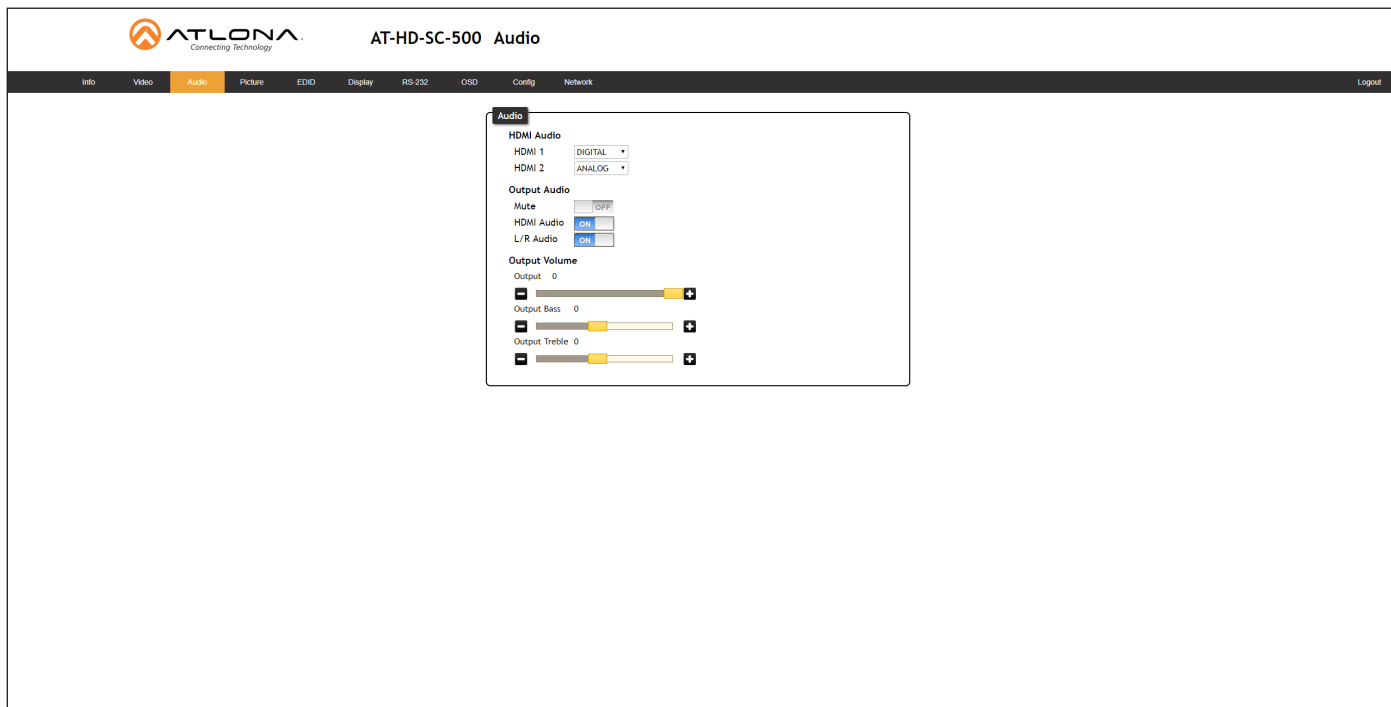 ATLONA
Connecting Technology
AT-HD-SC-500 Audio
Info Video Audio Picture EDID Display RS-232 OSD Config Network Logout
Audio
HDMI Audio
HDMI 1 DIGITAL
HDMI 2 ANALOG
Output Audio
Mute OFF
HDMI Audio ON
L/R Audio ON
Output Volume
Output 0
Output Bass 0
Output Treble 0